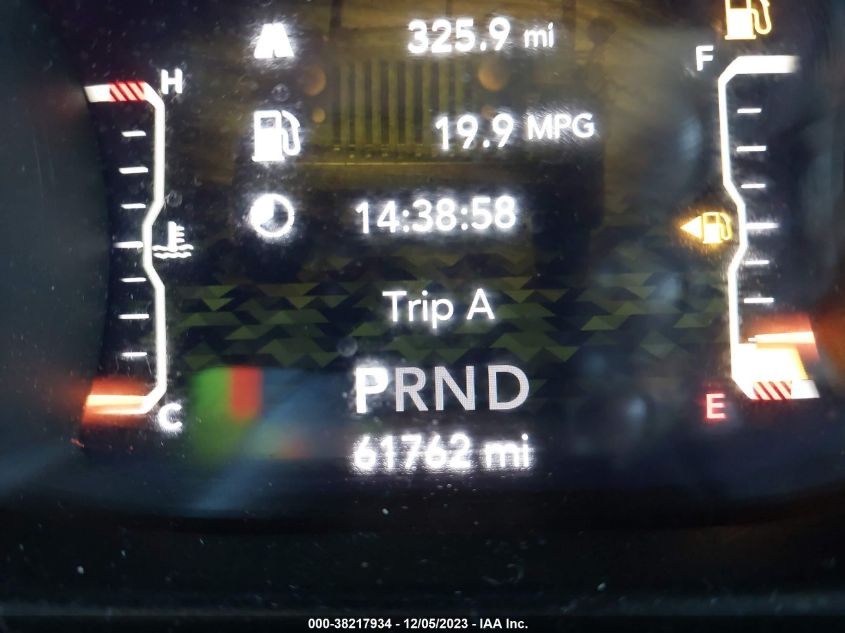 325.9 mi
H
F
19.9 MPG
14:38:58
Trip A
PRND
C
E
61762 mi
000-38217934 - 12/05/2023 - IAA Inc.